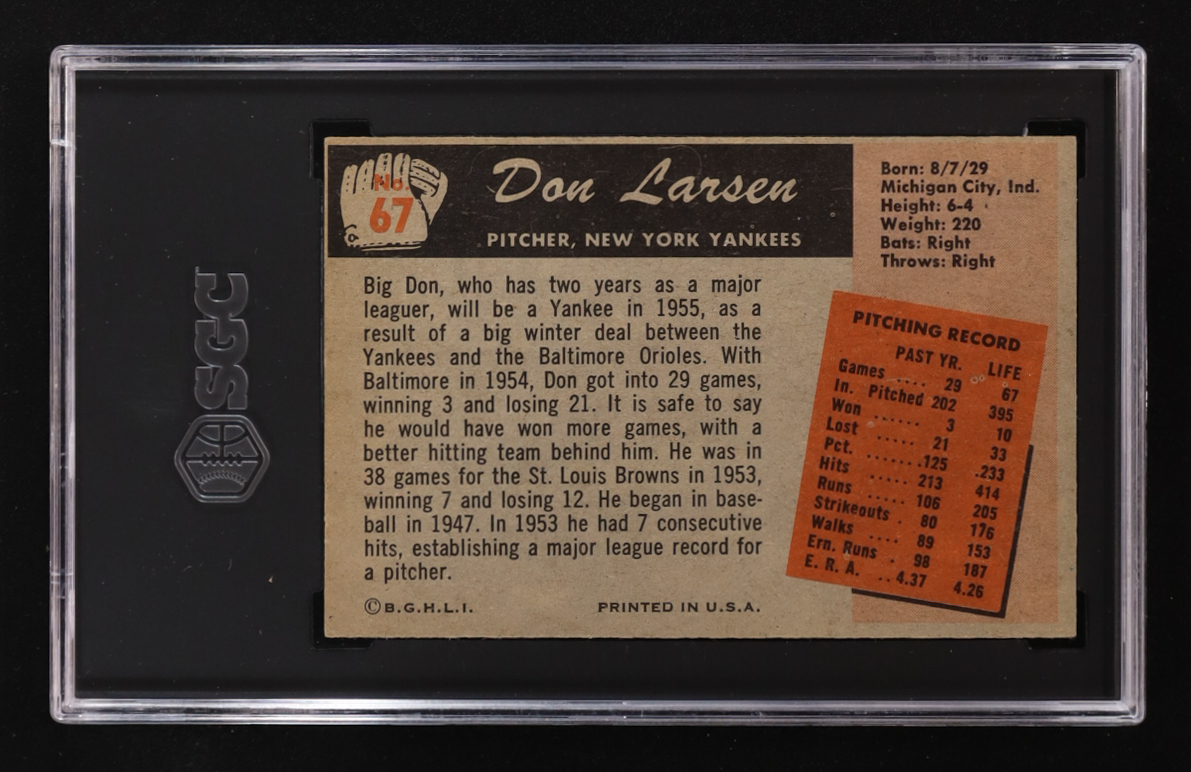 SGC
No.
67
Don Larsen
PITCHER, NEW YORK YANKEES
Born: 8/7/29
Michigan City, Ind.
Height: 6-4
Weight: 220
Bats: Right
Throws: Right
Big Don, who has two years as a major
leaguer, will be a Yankee in 1955, as a
result of a big winter deal between the
Yankees and the Baltimore Orioles. With
Baltimore in 1954, Don got into 29 games,
winning 3 and losing 21. It is safe to say
he would have won more games, with a
better hitting team behind him. He was in
38 games for the St. Louis Browns in 1953,
winning 7 and losing 12. He began in base-
ball in 1947. In 1953 he had 7 consecutive
hits, establishing a major league record for
a pitcher.
PITCHING RECORD
PAST YR. LIFE
Games .... 29 67
In. Pitched 202 395
Won ...... 3 10
Lost ..... 21 33
Pct. ......125 .233
Hits .... 213 414
Runs ..... 106 205
Strikeouts . 80 176
Walks .... 89 153
Ern. Runs . 98 187
E. R. A. ..4.37 4.26
©B.G.H.L.I. PRINTED IN U.S.A.